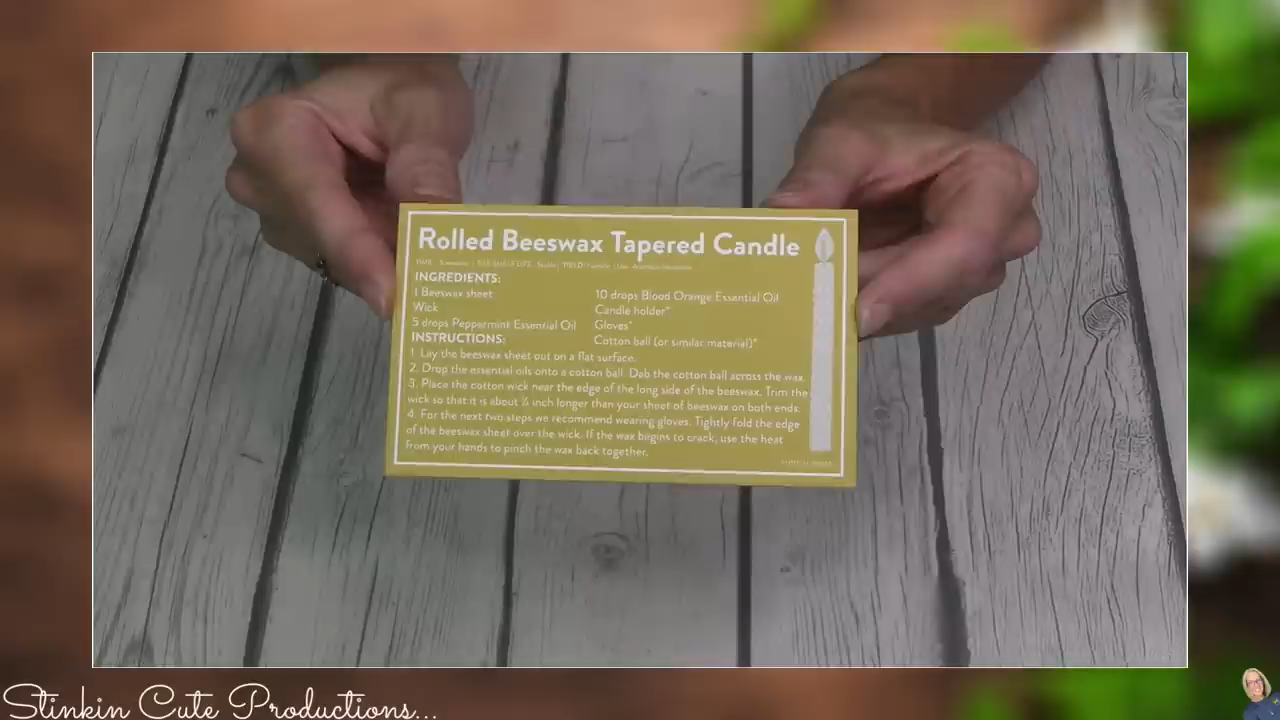 Rolled Beeswax Tapered Candle
INGREDIENTS:
1 Beeswax sheet
Wick
5 drops Peppermint Essential Oil
10 drops Blood Orange Essential Oil
Candle holder*
Gloves*
Cotton ball (or similar material)*
INSTRUCTIONS:
1. Lay the beeswax sheet out on a flat surface.
2. Drop the essential oils onto a cotton ball. Dab the cotton ball across the wax.
3. Place the cotton wick near the edge of the long side of the beeswax. Trim the
wick so that it is about ½ inch longer than your sheet of beeswax on both ends.
4. For the next two steps we recommend wearing gloves. Tightly fold the edge
of the beeswax sheet over the wick. If the wax begins to crack, use the heat
from your hands to pinch the wax back together.
Stinkin Cute Productions...